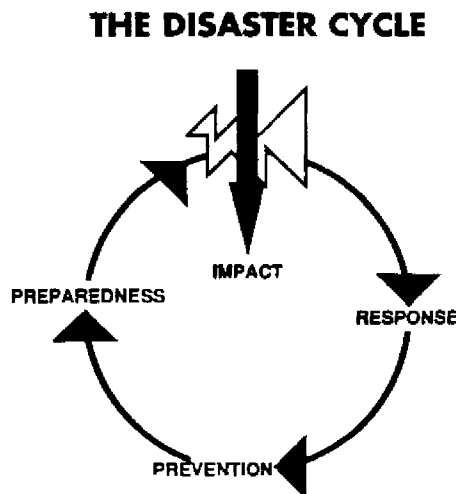 THE DISASTER CYCLE
IMPACT
PREPAREDNESS
RESPONSE
PREVENTION